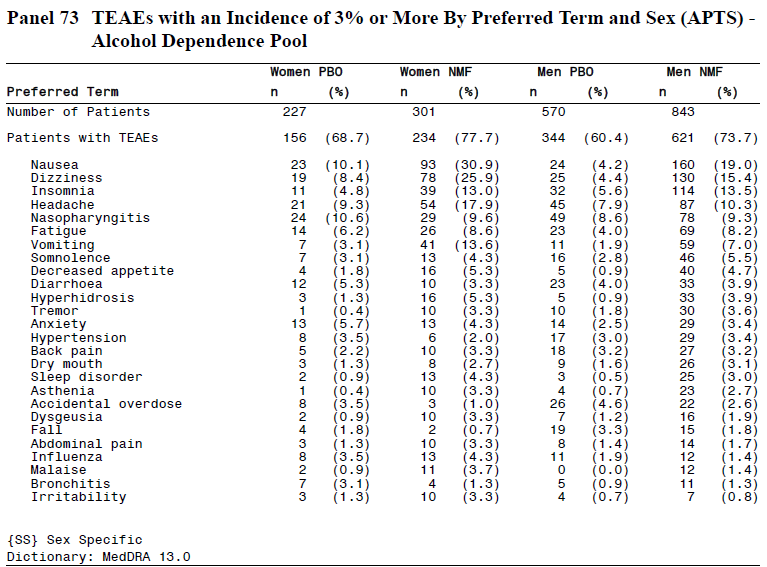 Panel 73 TEAEs with an Incidence of 3% or More By Preferred Term and Sex (APTS) -
Alcohol Dependence Pool
Women PBO Women NMF Men PBO Men NMF
Preferred Term n (%) n (%) n (%) n (%)
Number of Patients 227 301 570 843
Patients with TEAEs 156 (68.7) 234 (77.7) 344 (60.4) 621 (73.7)
Nausea 23 (10.1) 93 (30.9) 24 (4.2) 160 (19.0)
Dizziness 19 (8.4) 78 (25.9) 25 (4.4) 130 (15.4)
Insomnia 11 (4.8) 39 (13.0) 32 (5.6) 114 (13.5)
Headache 21 (9.3) 54 (17.9) 45 (7.9) 87 (10.3)
Nasopharyngitis 24 (10.6) 29 (9.6) 49 (8.6) 78 (9.3)
Fatigue 14 (6.2) 26 (8.6) 23 (4.0) 69 (8.2)
Vomiting 7 (3.1) 41 (13.6) 11 (1.9) 59 (7.0)
Somnolence 7 (3.1) 13 (4.3) 16 (2.8) 46 (5.5)
Decreased appetite 4 (1.8) 16 (5.3) 5 (0.9) 40 (4.7)
Diarrhoea 12 (5.3) 10 (3.3) 23 (4.0) 33 (3.9)
Hyperhidrosis 3 (1.3) 16 (5.3) 5 (0.9) 33 (3.9)
Tremor 1 (0.4) 10 (3.3) 10 (1.8) 30 (3.6)
Anxiety 13 (5.7) 13 (4.3) 14 (2.5) 29 (3.4)
Hypertension 8 (3.5) 6 (2.0) 17 (3.0) 29 (3.4)
Back pain 5 (2.2) 10 (3.3) 18 (3.2) 27 (3.2)
Dry mouth 3 (1.3) 8 (2.7) 9 (1.6) 26 (3.1)
Sleep disorder 2 (0.9) 13 (4.3) 3 (0.5) 25 (3.0)
Asthenia 1 (0.4) 10 (3.3) 4 (0.7) 23 (2.7)
Accidental overdose 8 (3.5) 3 (1.0) 26 (4.6) 22 (2.6)
Dysgeusia 2 (0.9) 10 (3.3) 7 (1.2) 16 (1.9)
Fall 4 (1.8) 2 (0.7) 19 (3.3) 15 (1.8)
Abdominal pain 3 (1.3) 10 (3.3) 8 (1.4) 14 (1.7)
Influenza 8 (3.5) 13 (4.3) 11 (1.9) 12 (1.4)
Malaise 2 (0.9) 11 (3.7) 0 (0.0) 12 (1.4)
Bronchitis 7 (3.1) 4 (1.3) 5 (0.9) 11 (1.3)
Irritability 3 (1.3) 10 (3.3) 4 (0.7) 7 (0.8)
{SS} Sex Specific
Dictionary: MedDRA 13.0